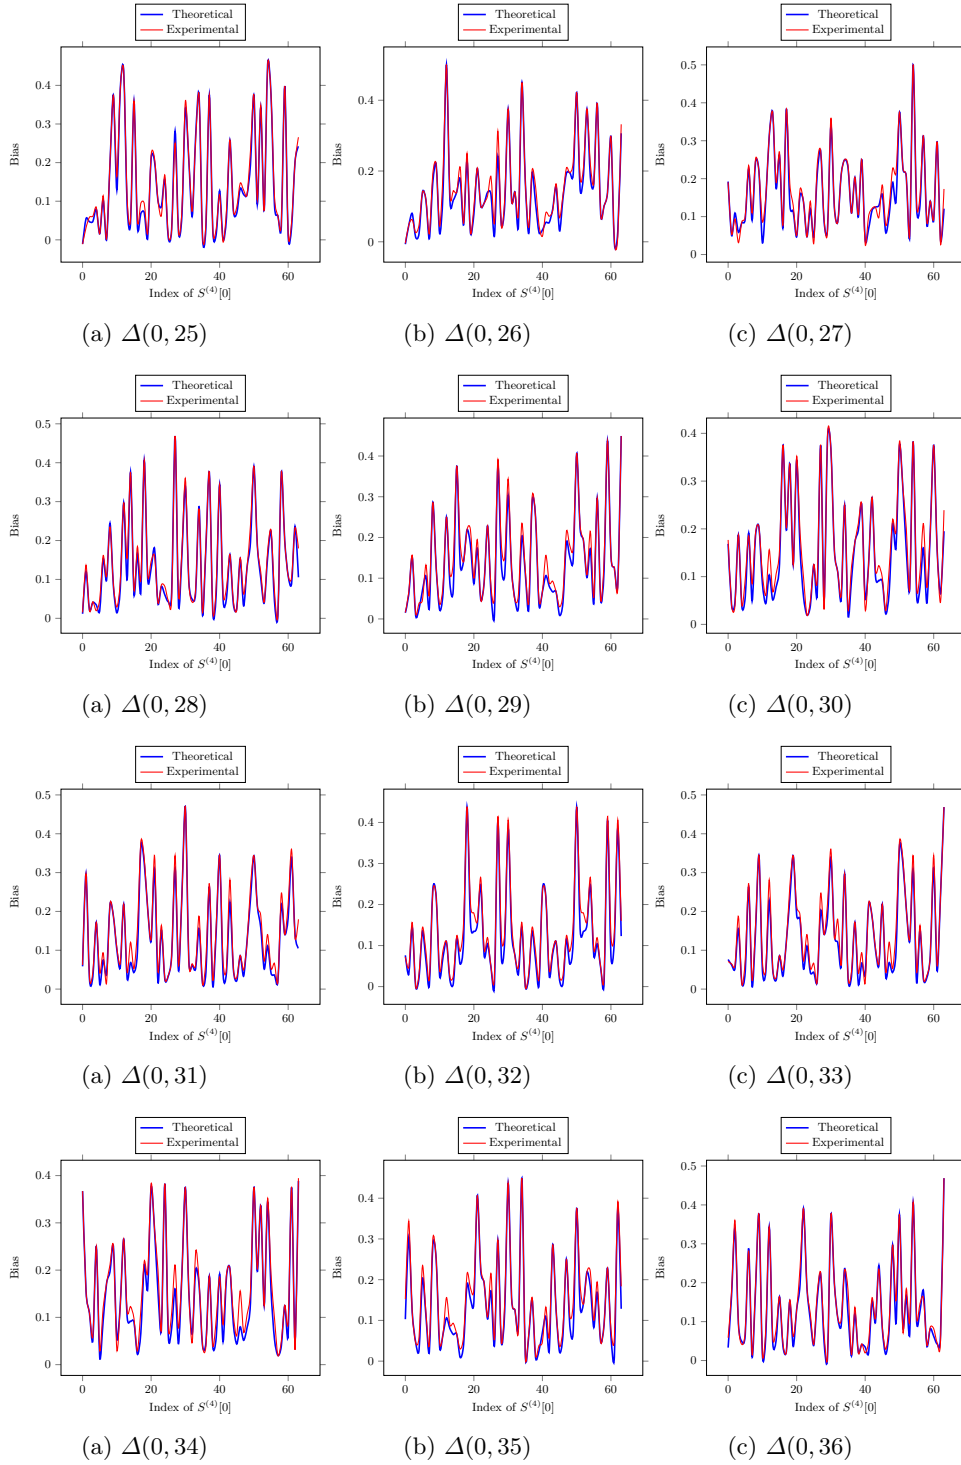 Theoretical
Experimental
Theoretical
Experimental
Theoretical
Experimental
0.4
0.3
0.2
0.1
0
Bias
0
20
40
60
Index of S^(4)[0]
0.4
0.2
0
Bias
0
20
40
60
Index of S^(4)[0]
0.5
0.4
0.3
0.2
0.1
0
Bias
0
20
40
60
Index of S^(4)[0]
(a) Δ(0, 25)
(b) Δ(0, 26)
(c) Δ(0, 27)
Theoretical
Experimental
Theoretical
Experimental
Theoretical
Experimental
0.5
0.4
0.3
0.2
0.1
0
Bias
0
20
40
60
Index of S^(4)[0]
0.4
0.2
0
Bias
0
20
40
60
Index of S^(4)[0]
0.4
0.3
0.2
0.1
0
Bias
0
20
40
60
Index of S^(4)[0]
(a) Δ(0, 28)
(b) Δ(0, 29)
(c) Δ(0, 30)
Theoretical
Experimental
Theoretical
Experimental
Theoretical
Experimental
0.5
0.4
0.3
0.2
0.1
0
Bias
0
20
40
60
Index of S^(4)[0]
0.4
0.3
0.2
0.1
0
Bias
0
20
40
60
Index of S^(4)[0]
0.5
0.4
0.3
0.2
0.1
0
Bias
0
20
40
60
Index of S^(4)[0]
(a) Δ(0, 31)
(b) Δ(0, 32)
(c) Δ(0, 33)
Theoretical
Experimental
Theoretical
Experimental
Theoretical
Experimental
0.4
0.3
0.2
0.1
0
Bias
0
20
40
60
Index of S^(4)[0]
0.4
0.3
0.2
0.1
0
Bias
0
20
40
60
Index of S^(4)[0]
0.5
0.4
0.3
0.2
0.1
0
Bias
0
20
40
60
Index of S^(4)[0]
(a) Δ(0, 34)
(b) Δ(0, 35)
(c) Δ(0, 36)